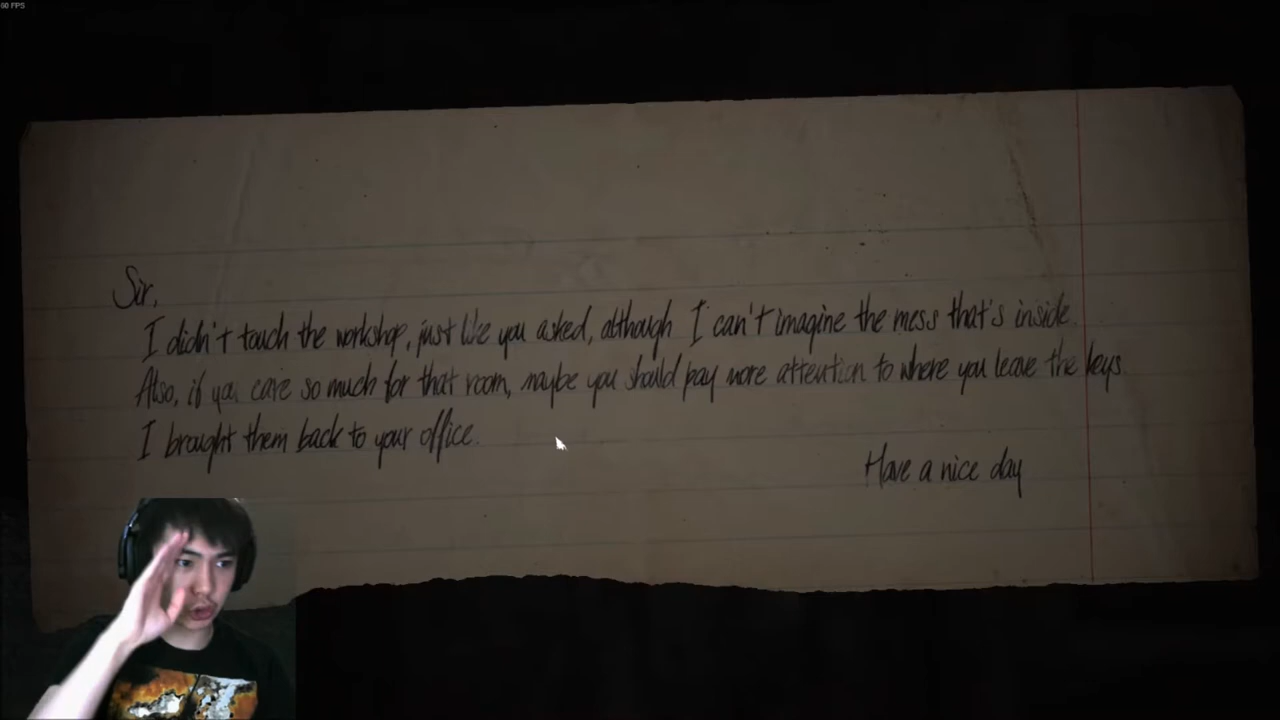 60 FPS
Sir,
I didn't touch the workshop, just like you asked, although I can't imagine the mess that's inside.
Also, if you care so much for that room, maybe you should pay more attention to where you leave the keys.
I brought them back to your office.
Have a nice day